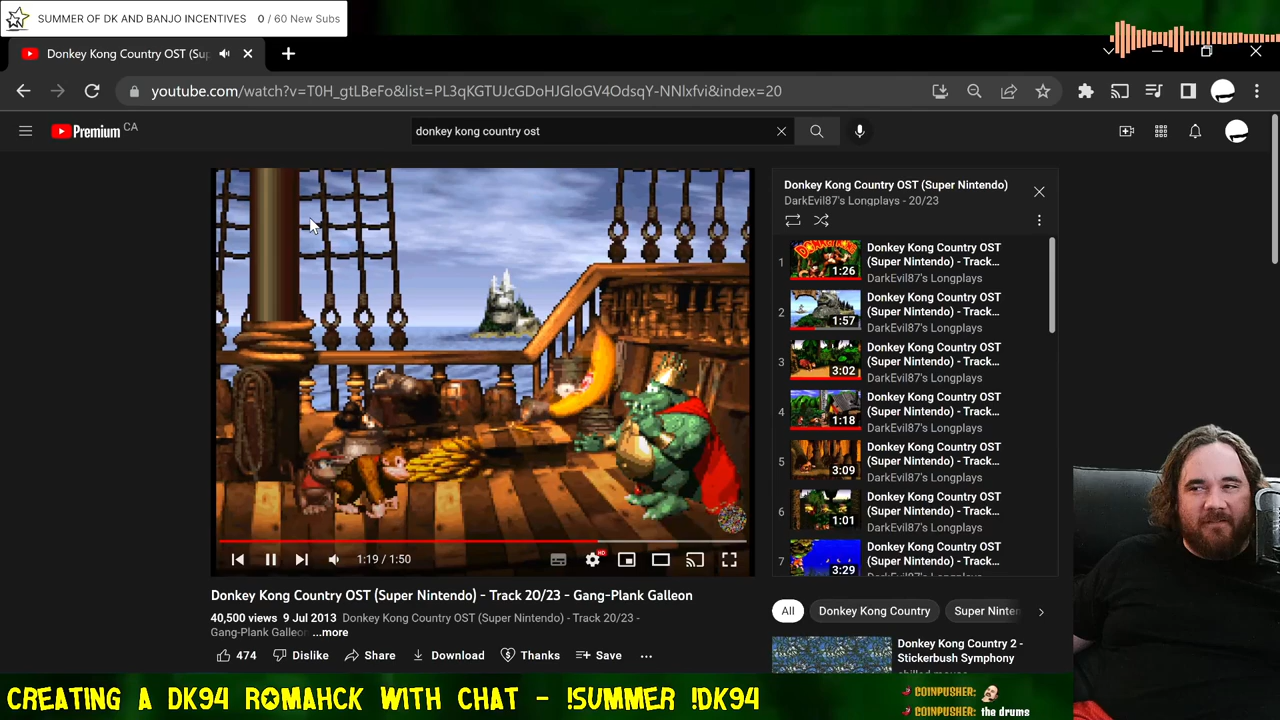 SUMMER OF DK AND BANJO INCENTIVES 0 / 60 New Subs
Donkey Kong Country OST (Sup
youtube.com/watch?v=T0H_gtLBeFo&list=PL3qKGTUJcGDoHJGloGV4OdsqY-NNlxfvi&index=20
Premium CA
donkey kong country ost
Donkey Kong Country OST (Super Nintendo)
DarkEvil87's Longplays - 20/23
1
1:26
Donkey Kong Country OST
(Super Nintendo) - Track...
DarkEvil87's Longplays
2
1:57
Donkey Kong Country OST
(Super Nintendo) - Track...
DarkEvil87's Longplays
3
3:02
Donkey Kong Country OST
(Super Nintendo) - Track...
DarkEvil87's Longplays
4
1:18
Donkey Kong Country OST
(Super Nintendo) - Track...
DarkEvil87's Longplays
5
3:09
Donkey Kong Country OST
(Super Nintendo) - Track...
DarkEvil87's Longplays
6
1:01
Donkey Kong Country OST
(Super Nintendo) - Track...
DarkEvil87's Longplays
7
3:29
Donkey Kong Country OST
(Super Nintendo) - Track...
DarkEvil87's Longplays
1:19 / 1:50
HD
Donkey Kong Country OST (Super Nintendo) - Track 20/23 - Gang-Plank Galleon
40,500 views 9 Jul 2013 Donkey Kong Country OST (Super Nintendo) - Track 20/23 -
Gang-Plank Galleon ...more
474 Dislike Share Download Thanks Save ...
All Donkey Kong Country Super Ninten
Donkey Kong Country 2 -
Stickerbush Symphony
CREATING A DK94 ROMAHCK WITH CHAT - !SUMMER !DK94
COINPUSHER:
COINPUSHER: the drums